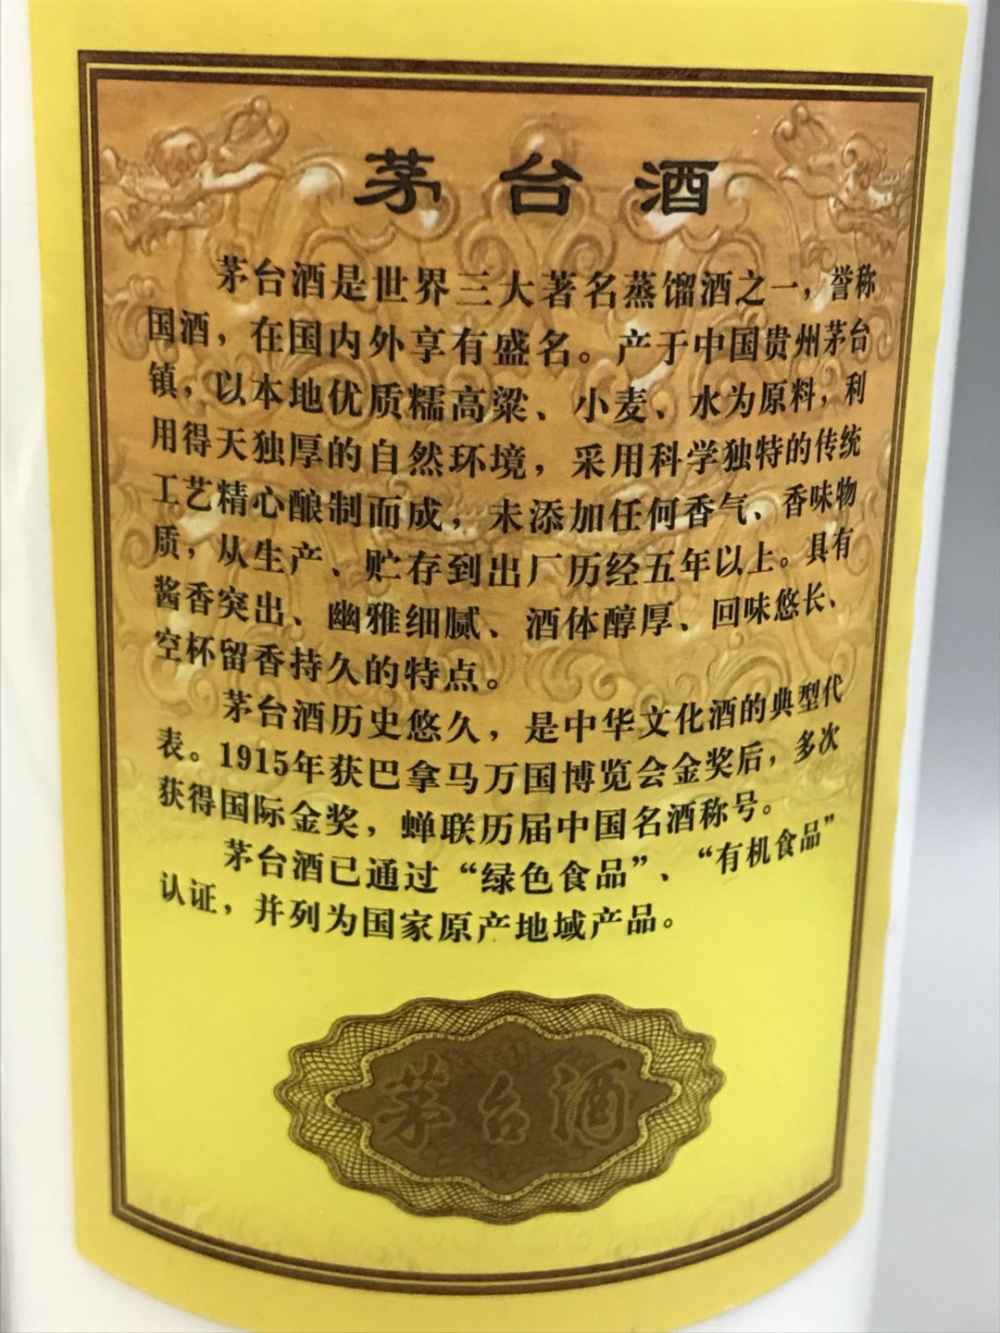 茅台酒
茅台酒是世界三大著名蒸馏酒之一，誉称
国酒，在国内外享有盛名。产于中国贵州茅台
镇，以本地优质糯高粱、小麦、水为原料，利
用得天独厚的自然环境，采用科学独特的传统
工艺精心酿制而成，未添加任何香气、香味物
质，从生产、贮存到出厂历经五年以上。具有
酱香突出、幽雅细腻、酒体醇厚、回味悠长、
空杯留香持久的特点。
茅台酒历史悠久，是中华文化酒的典型代
表。1915年获巴拿马万国博览会金奖后，多次
获得国际金奖，蝉联历届中国名酒称号。
茅台酒已通过“绿色食品”、“有机食品”
认证，并列为国家原产地域产品。
茅台酒